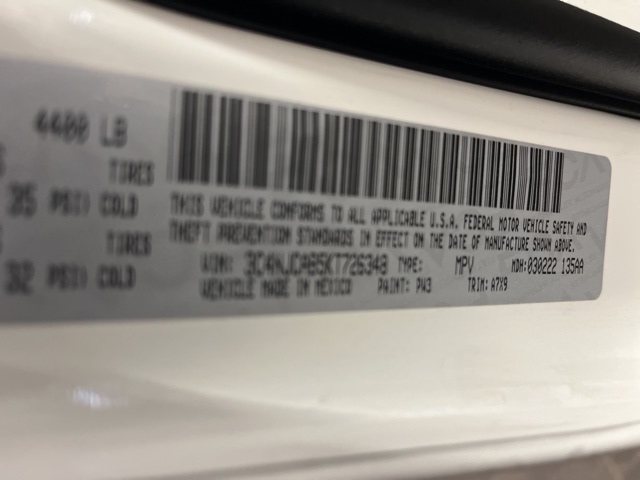 4400 LB
TIRES
35 PSI) COLD
TIRES
32 PSI) COLD
THIS VEHICLE CONFORMS TO ALL APPLICABLE U.S.A. FEDERAL MOTOR VEHICLE SAFETY AND
THEFT PREVENTION STANDARDS IN EFFECT ON THE DATE OF MANUFACTURE SHOWN ABOVE.
VIN: 3C4NJDAB5KT726348 TYPE: MPV MDH:030222 135AA
VEHICLE MADE IN MEXICO PAINT: PW3 TRIM: A7X9